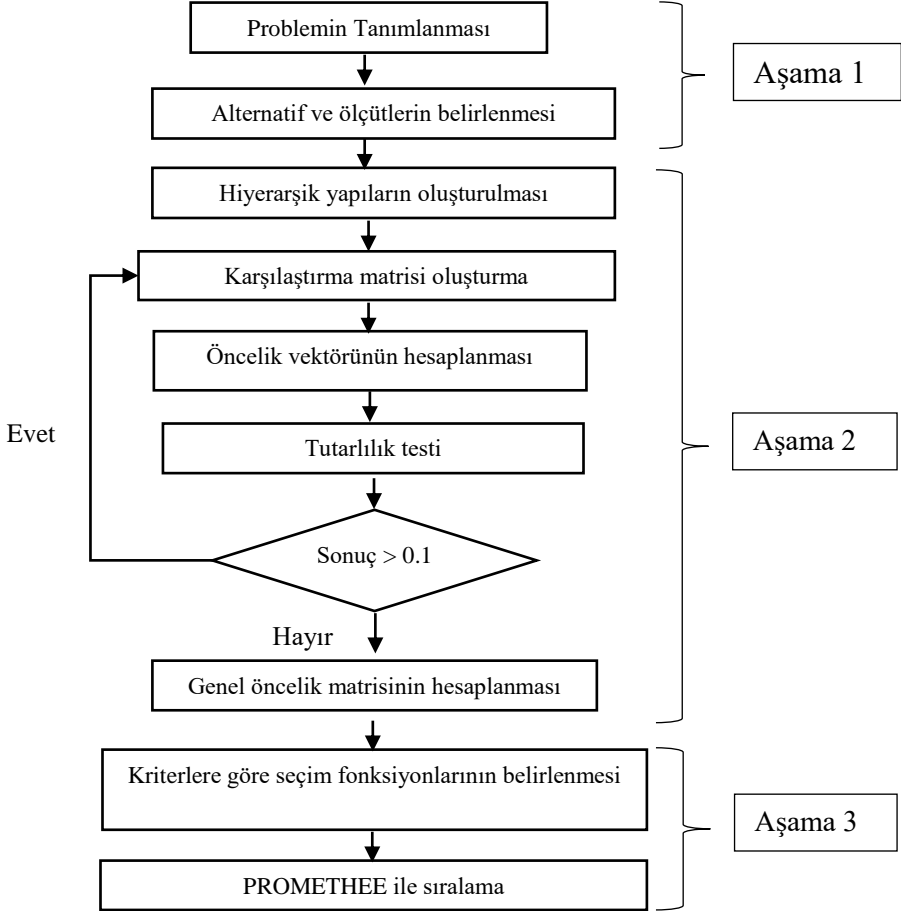 Problemin Tanımlanması
Aşama 1
Alternatif ve ölçütlerin belirlenmesi
Hiyerarşik yapıların oluşturulması
Karşılaştırma matrisi oluşturma
Öncelik vektörünün hesaplanması
Evet
Aşama 2
Tutarlılık testi
Sonuç > 0.1
Hayır
Genel öncelik matrisinin hesaplanması
Kriterlere göre seçim fonksiyonlarının belirlenmesi
Aşama 3
PROMETHEE ile sıralama